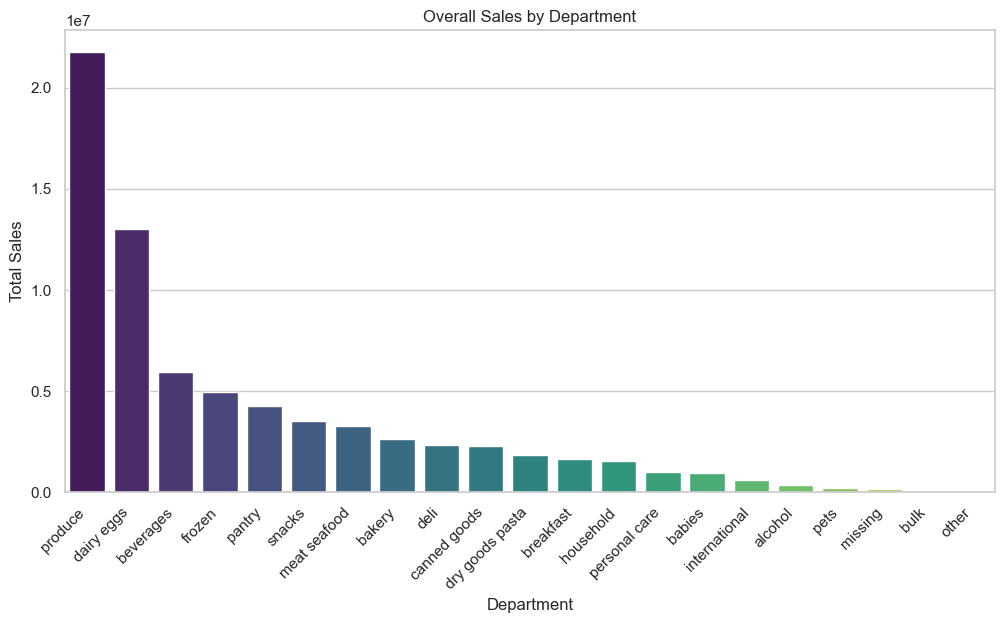 Overall Sales by Department
1e7
Total Sales
2.0
1.5
1.0
0.5
0.0
produce
dairy eggs
beverages
frozen
pantry
snacks
meat seafood
bakery
deli
canned goods
dry goods pasta
breakfast
household
personal care
babies
international
alcohol
pets
missing
bulk
other
Department